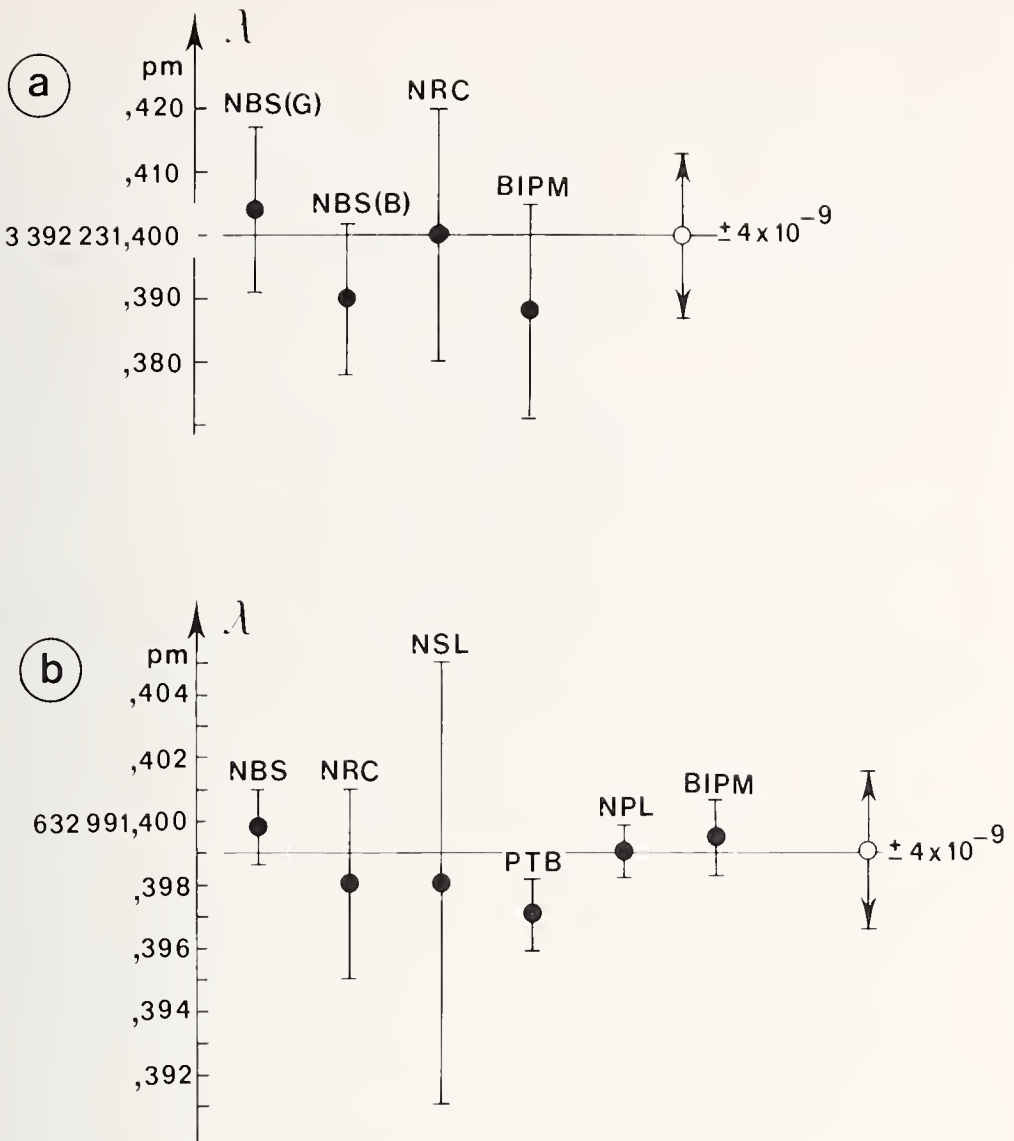 a
λ
pm
,420
,410
3 392 231,400
,390
,380
NBS(G)
NBS(B)
NRC
BIPM
± 4 x 10⁻⁹
b
λ
pm
,404
,402
632 991,400
,398
,396
,394
,392
NBS
NRC
NSL
PTB
NPL
BIPM
± 4 x 10⁻⁹